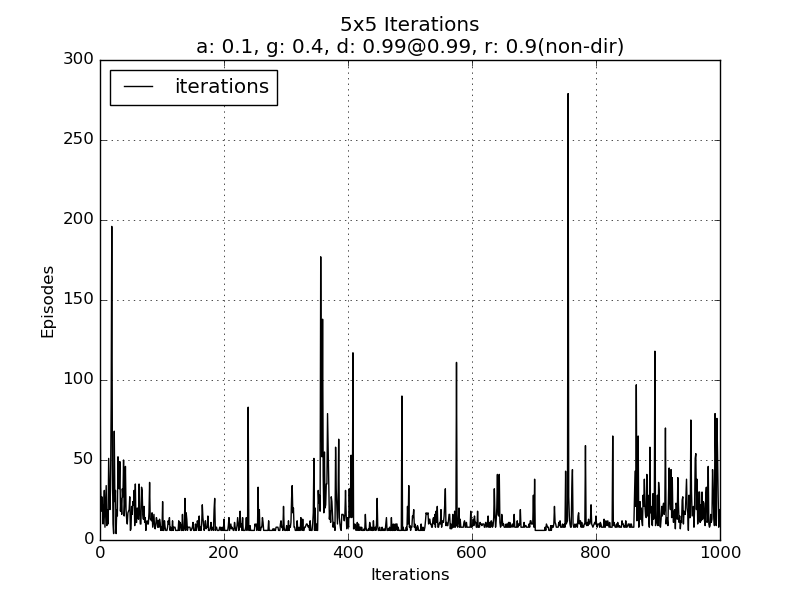 5x5 Iterations
a: 0.1, g: 0.4, d: 0.99@0.99, r: 0.9(non-dir)
300
iterations
250
200
150
100
50
0
Episodes
0 200 400 600 800 1000
Iterations